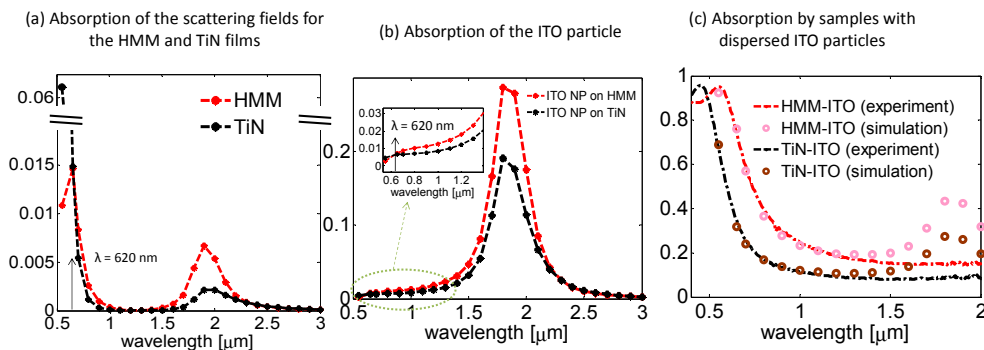 (a) Absorption of the scattering fields for
the HMM and TiN films
0.06
0.015
0.01
0.005
0
0.5
1
1.5
2
2.5
3
wavelength [μm]
HMM
TiN
λ = 620 nm
(b) Absorption of the ITO particle
0.2
0.1
0
0.5
1
1.5
2
2.5
3
wavelength [μm]
ITO NP on HMM
ITO NP on TiN
0.03
0.02
0.01
0
0.6
0.8
1
1.2
wavelength [μm]
λ = 620 nm
(c) Absorption by samples with
dispersed ITO particles
1
0.8
0.6
0.4
0.2
0
0.5
1
1.5
2
wavelength [μm]
HMM-ITO (experiment)
HMM-ITO (simulation)
TiN-ITO (experiment)
TiN-ITO (simulation)